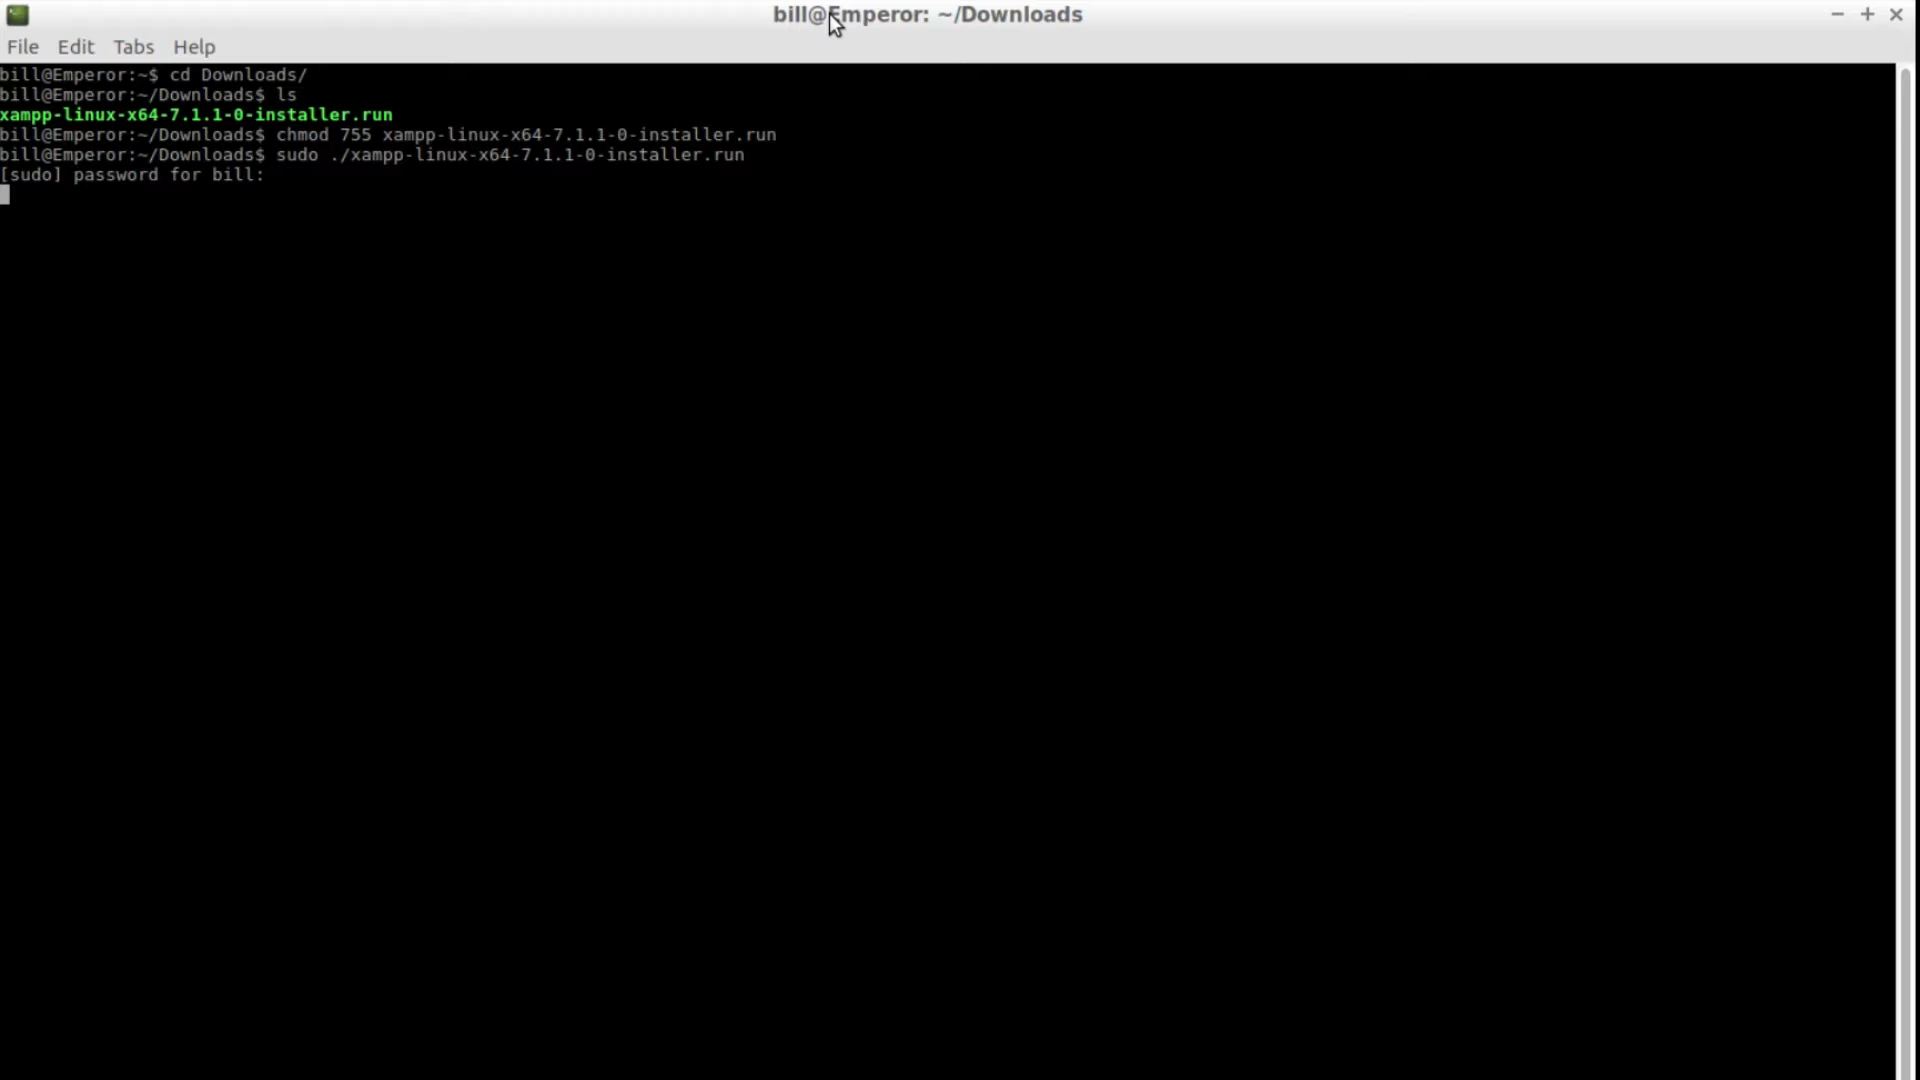 bill@Emperor: ~/Downloads
File Edit Tabs Help
bill@Emperor:~$ cd Downloads/
bill@Emperor:~/Downloads$ ls
xampp-linux-x64-7.1.1-0-installer.run
bill@Emperor:~/Downloads$ chmod 755 xampp-linux-x64-7.1.1-0-installer.run
bill@Emperor:~/Downloads$ sudo ./xampp-linux-x64-7.1.1-0-installer.run
[sudo] password for bill: